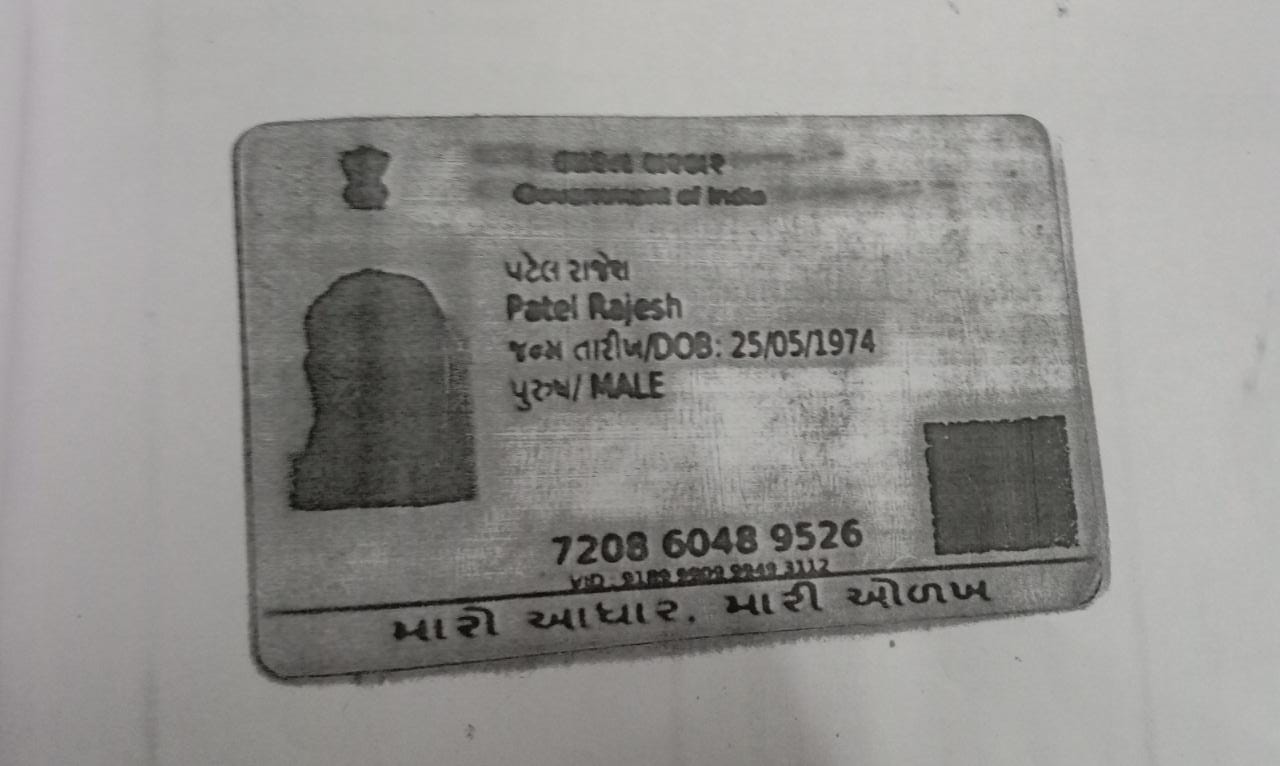 ભારત સરકાર
Government of India
પટેલ રાજેશ
Patel Rajesh
જન્મ તારીખ/DOB: 25/05/1974
પુરુષ/ MALE
7208 6048 9526
VID:
મારો આધાર, મારી ઓળખ